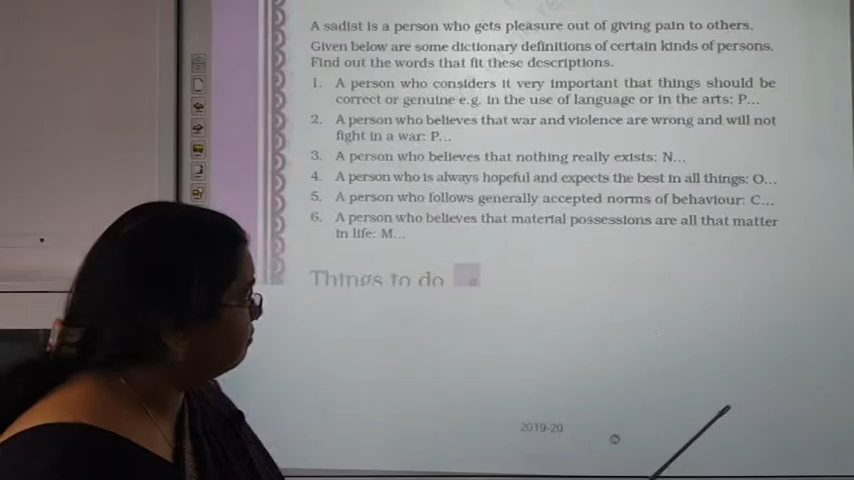 A sadist is a person who gets pleasure out of giving pain to others.
Given below are some dictionary definitions of certain kinds of persons.
Find out the words that fit these descriptions.
1. A person who considers it very important that things should be
correct or genuine e.g. in the use of language or in the arts: P...
2. A person who believes that war and violence are wrong and will not
fight in a war: P...
3. A person who believes that nothing really exists: N...
4. A person who is always hopeful and expects the best in all things: O...
5. A person who follows generally accepted norms of behaviour: C...
6. A person who believes that material possessions are all that matter
in life: M...
Things to do
2019-20